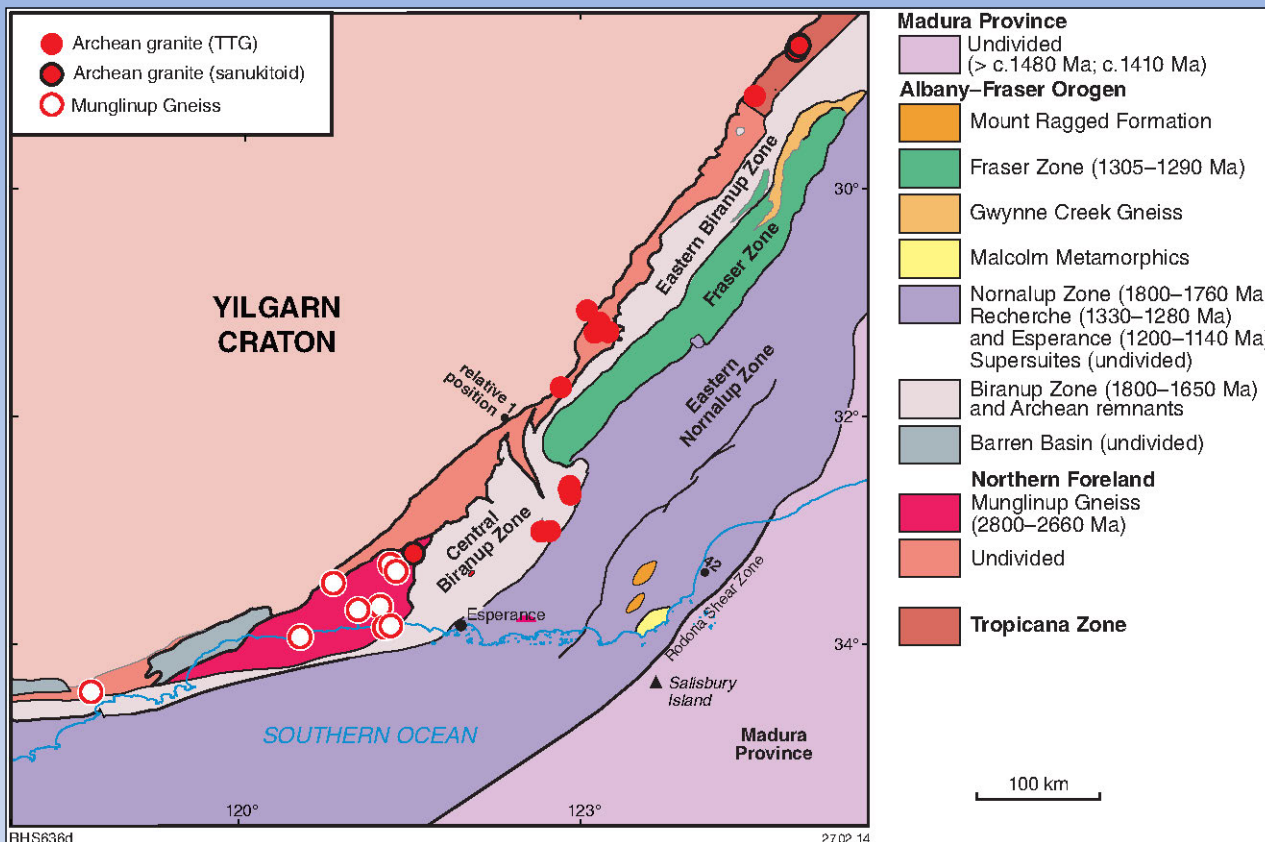 Archean granite (TTG)
Archean granite (sanukitoid)
Munglinup Gneiss
YILGARN
CRATON
Eastern Biranup Zone
Fraser Zone
30°
relative 1
position
Eastern
Nornalup Zone
32°
Central
Biranup Zone
Esperance
42
Rodona Shear Zone
34°
Salisbury
Island
SOUTHERN OCEAN
Madura
Province
120°
123°
RHS636d
27.02.14
Madura Province
Undivided
(> c.1480 Ma; c.1410 Ma)
Albany–Fraser Orogen
Mount Ragged Formation
Fraser Zone (1305–1290 Ma)
Gwynne Creek Gneiss
Malcolm Metamorphics
Nornalup Zone (1800–1760 Ma
Recherche (1330–1280 Ma)
and Esperance (1200–1140 Ma)
Supersuites (undivided)
Biranup Zone (1800–1650 Ma)
and Archean remnants
Barren Basin (undivided)
Northern Foreland
Munglinup Gneiss
(2800–2660 Ma)
Undivided
Tropicana Zone
100 km